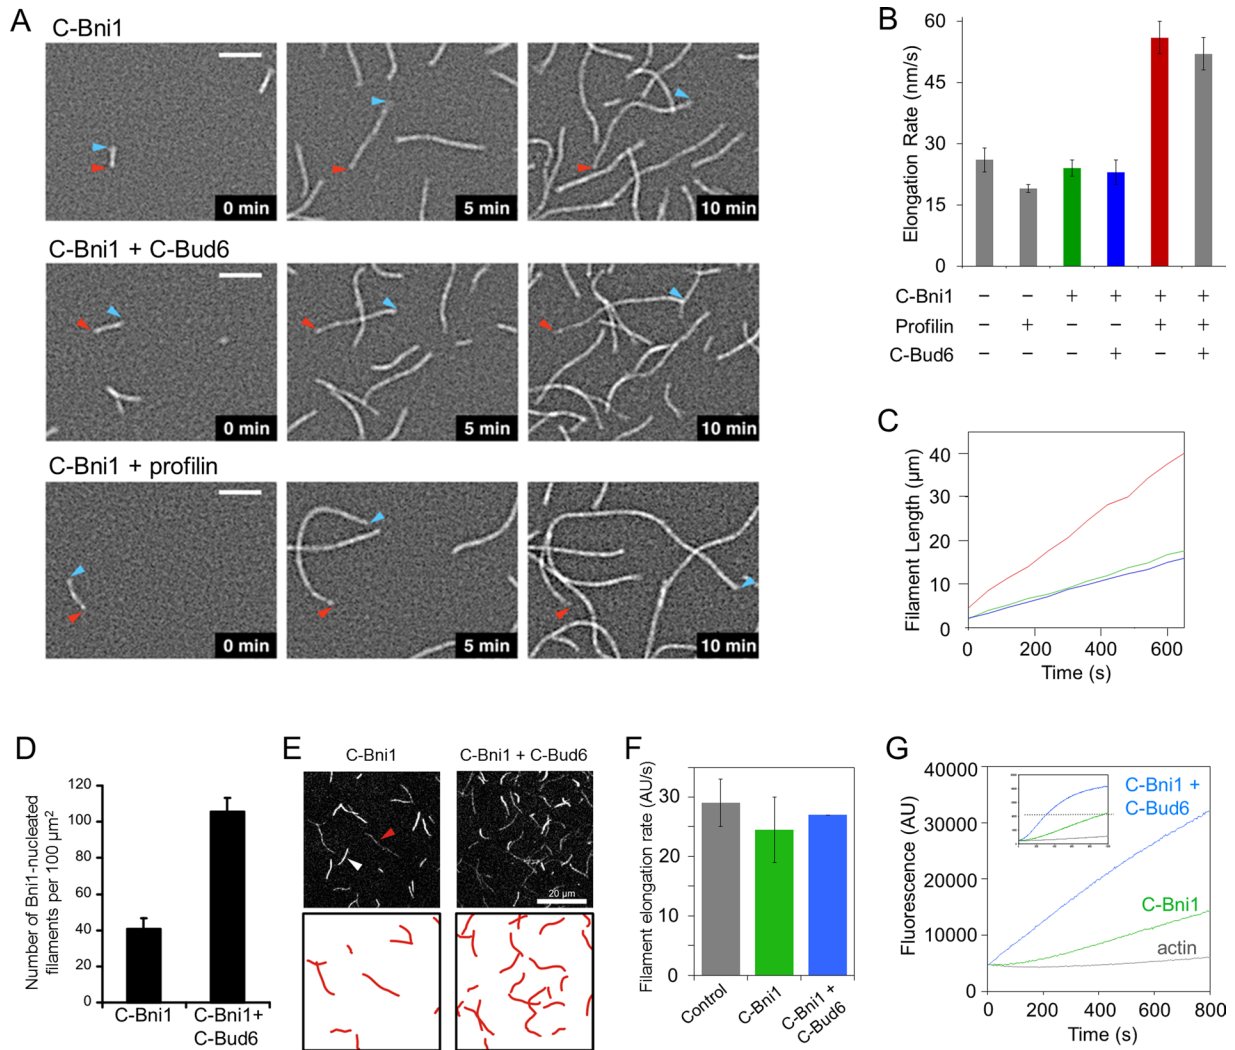 A
C-Bni1
0 min
5 min
10 min
C-Bni1 + C-Bud6
0 min
5 min
10 min
C-Bni1 + profilin
0 min
5 min
10 min
B
Elongation Rate (nm/s)
60
45
30
15
0
C-Bni1 – – + + + +
Profilin – + – – + +
C-Bud6 – – – + – +
C
Filament Length (µm)
40
30
20
10
0
0 200 400 600
Time (s)
D
Number of Bni1-nucleated
filaments per 100 µm²
120
100
80
60
40
20
0
C-Bni1 C-Bni1+
C-Bud6
E
C-Bni1 C-Bni1 + C-Bud6
20 µm
F
Filament elongation rate (AU/s)
30
20
10
0
Control
C-Bni1
C-Bni1 +
C-Bud6
G
Fluorescence (AU)
40000
30000
20000
10000
0
C-Bni1 +
C-Bud6
C-Bni1
actin
0 200 400 600 800
Time (s)